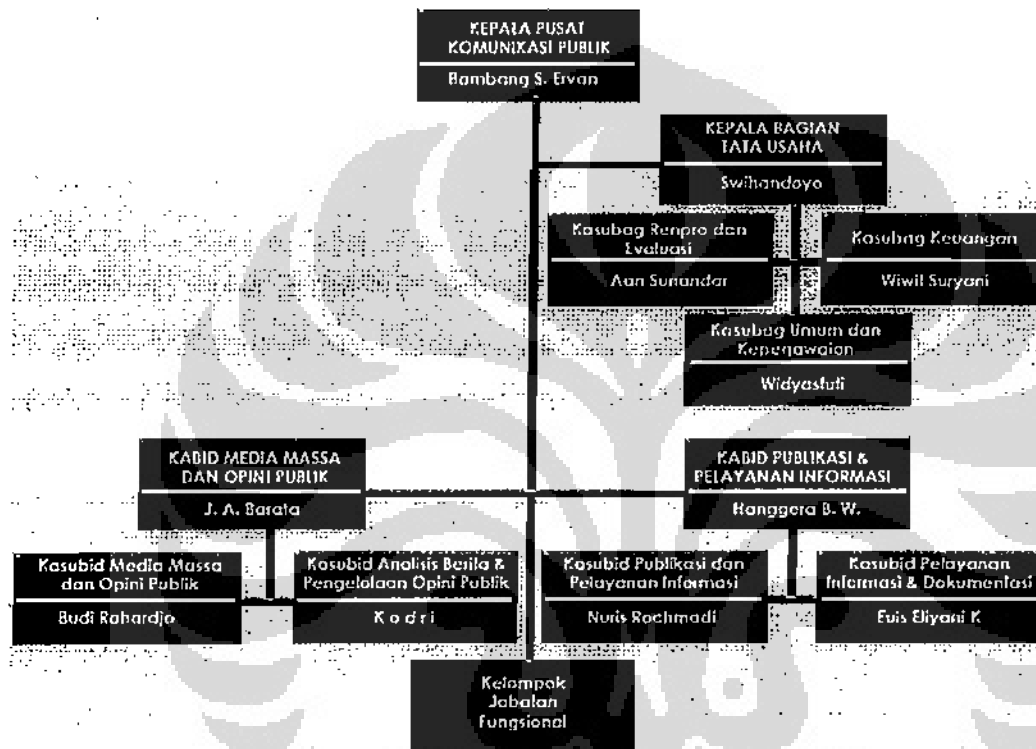 KEPALA PUSAT
KOMUNIKASI PUBLIK
Bambang S. Ervan
KEPALA BAGIAN
TATA USAHA
Swihandoyo
Kasubag Renpro dan
Evaluasi
Aan Sunandar
Kasubag Keuangan
Wiwil Suryani
Kasubag Umum dan
Kepegawaian
Widyastuti
KABID MEDIA MASSA
DAN OPINI PUBLIK
J. A. Barata
KABID PUBLIKASI &
PELAYANAN INFORMASI
Hanggera B. W.
Kasubid Media Massa
dan Opini Publik
Budi Rahardjo
Kasubid Analisis Berita &
Pengelolaan Opini Publik
K o d r i
Kasubid Publikasi dan
Pelayanan Informasi
Nuris Rochmadi
Kasubid Pelayanan
Informasi & Dokumentasi
Euis Eliyani K
Kelompok
Jabatan
Fungsional